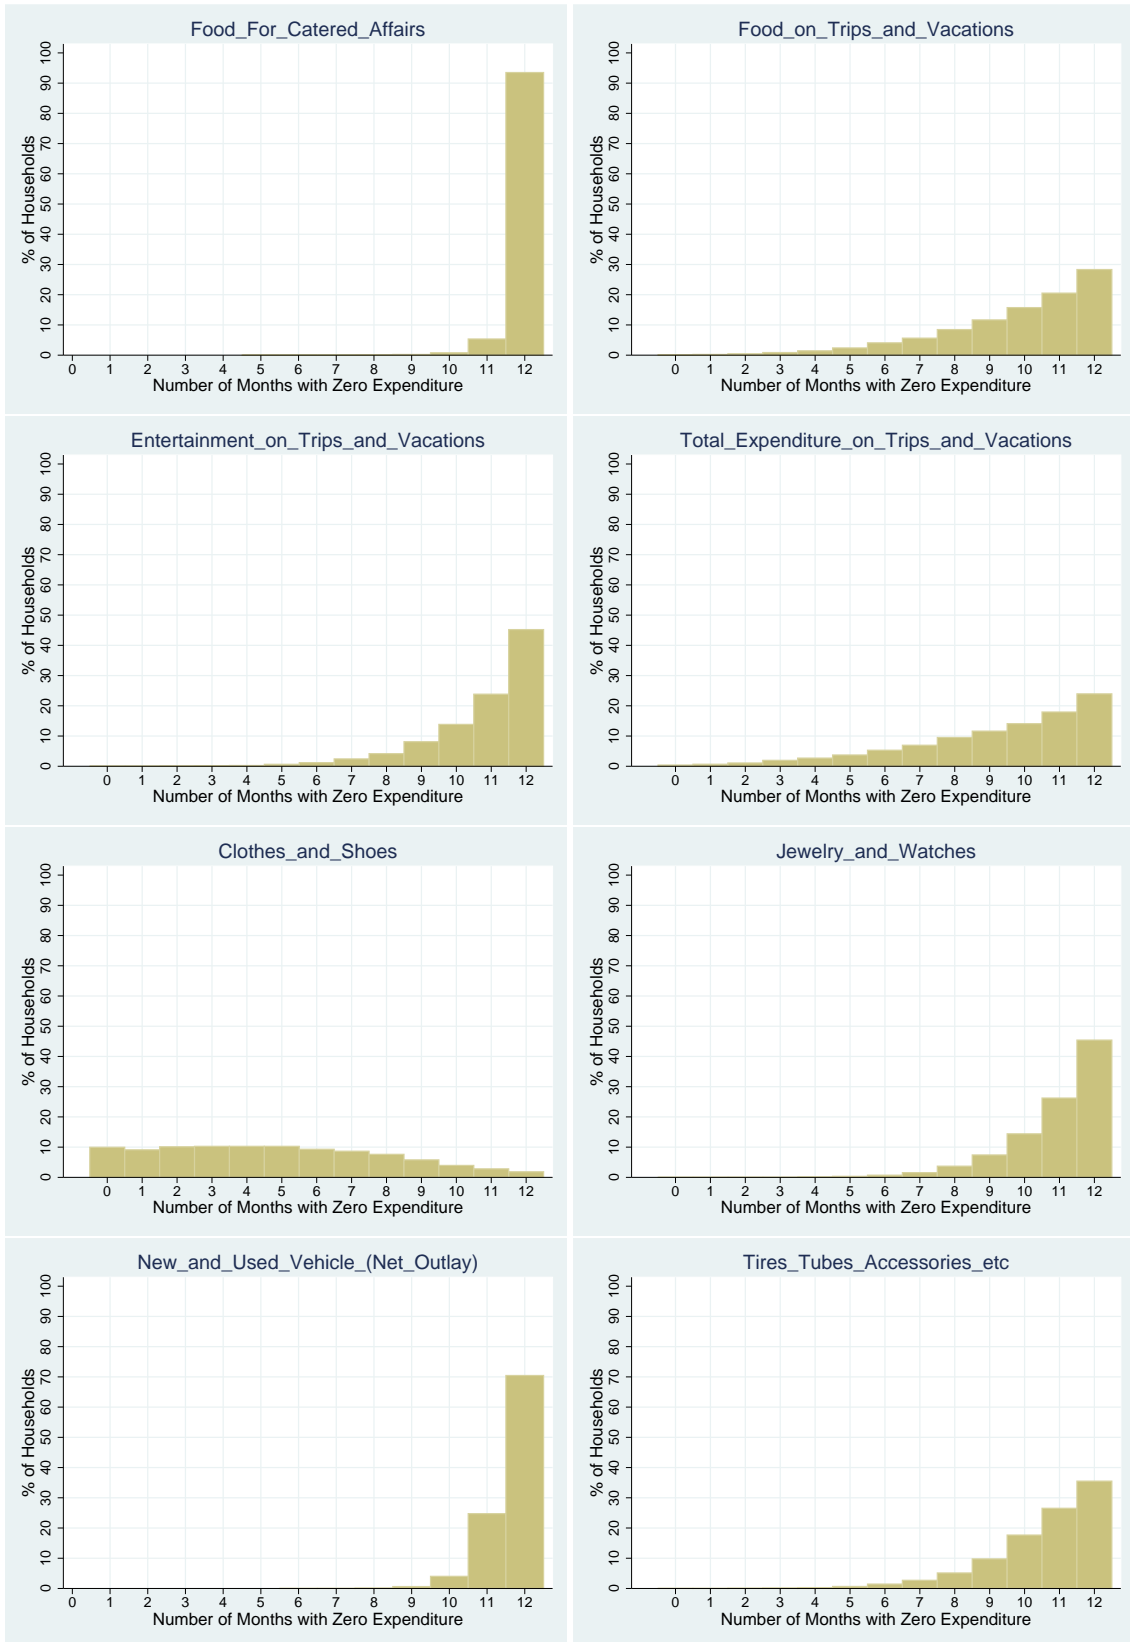 Food_For_Catered_Affairs
% of Households
0 10 20 30 40 50 60 70 80 90 100
0 1 2 3 4 5 6 7 8 9 10 11 12
Number of Months with Zero Expenditure
Food_on_Trips_and_Vacations
% of Households
0 10 20 30 40 50 60 70 80 90 100
0 1 2 3 4 5 6 7 8 9 10 11 12
Number of Months with Zero Expenditure
Entertainment_on_Trips_and_Vacations
% of Households
0 10 20 30 40 50 60 70 80 90 100
0 1 2 3 4 5 6 7 8 9 10 11 12
Number of Months with Zero Expenditure
Total_Expenditure_on_Trips_and_Vacations
% of Households
0 10 20 30 40 50 60 70 80 90 100
0 1 2 3 4 5 6 7 8 9 10 11 12
Number of Months with Zero Expenditure
Clothes_and_Shoes
% of Households
0 10 20 30 40 50 60 70 80 90 100
0 1 2 3 4 5 6 7 8 9 10 11 12
Number of Months with Zero Expenditure
Jewelry_and_Watches
% of Households
0 10 20 30 40 50 60 70 80 90 100
0 1 2 3 4 5 6 7 8 9 10 11 12
Number of Months with Zero Expenditure
New_and_Used_Vehicle_(Net_Outlay)
% of Households
0 10 20 30 40 50 60 70 80 90 100
0 1 2 3 4 5 6 7 8 9 10 11 12
Number of Months with Zero Expenditure
Tires_Tubes_Accessories_etc
% of Households
0 10 20 30 40 50 60 70 80 90 100
0 1 2 3 4 5 6 7 8 9 10 11 12
Number of Months with Zero Expenditure